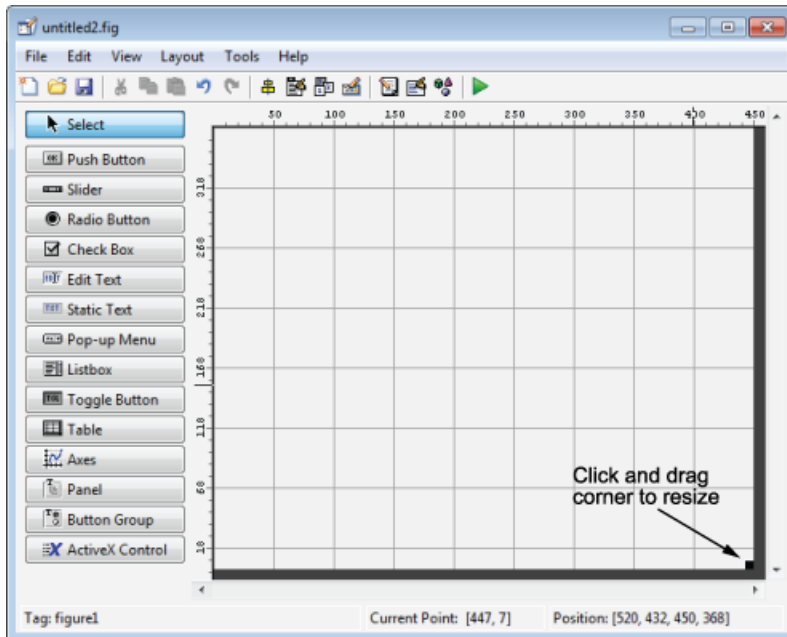 untitled2.fig
File Edit View Layout Tools Help
Select
Push Button
Slider
Radio Button
Check Box
Edit Text
Static Text
Pop-up Menu
Listbox
Toggle Button
Table
Axes
Panel
Button Group
ActiveX Control
50 100 150 200 250 300 350 450
318
268
218
168
118
68
18
Click and drag
corner to resize
Tag: figure1 Current Point: [447, 7] Position: [520, 432, 450, 368]